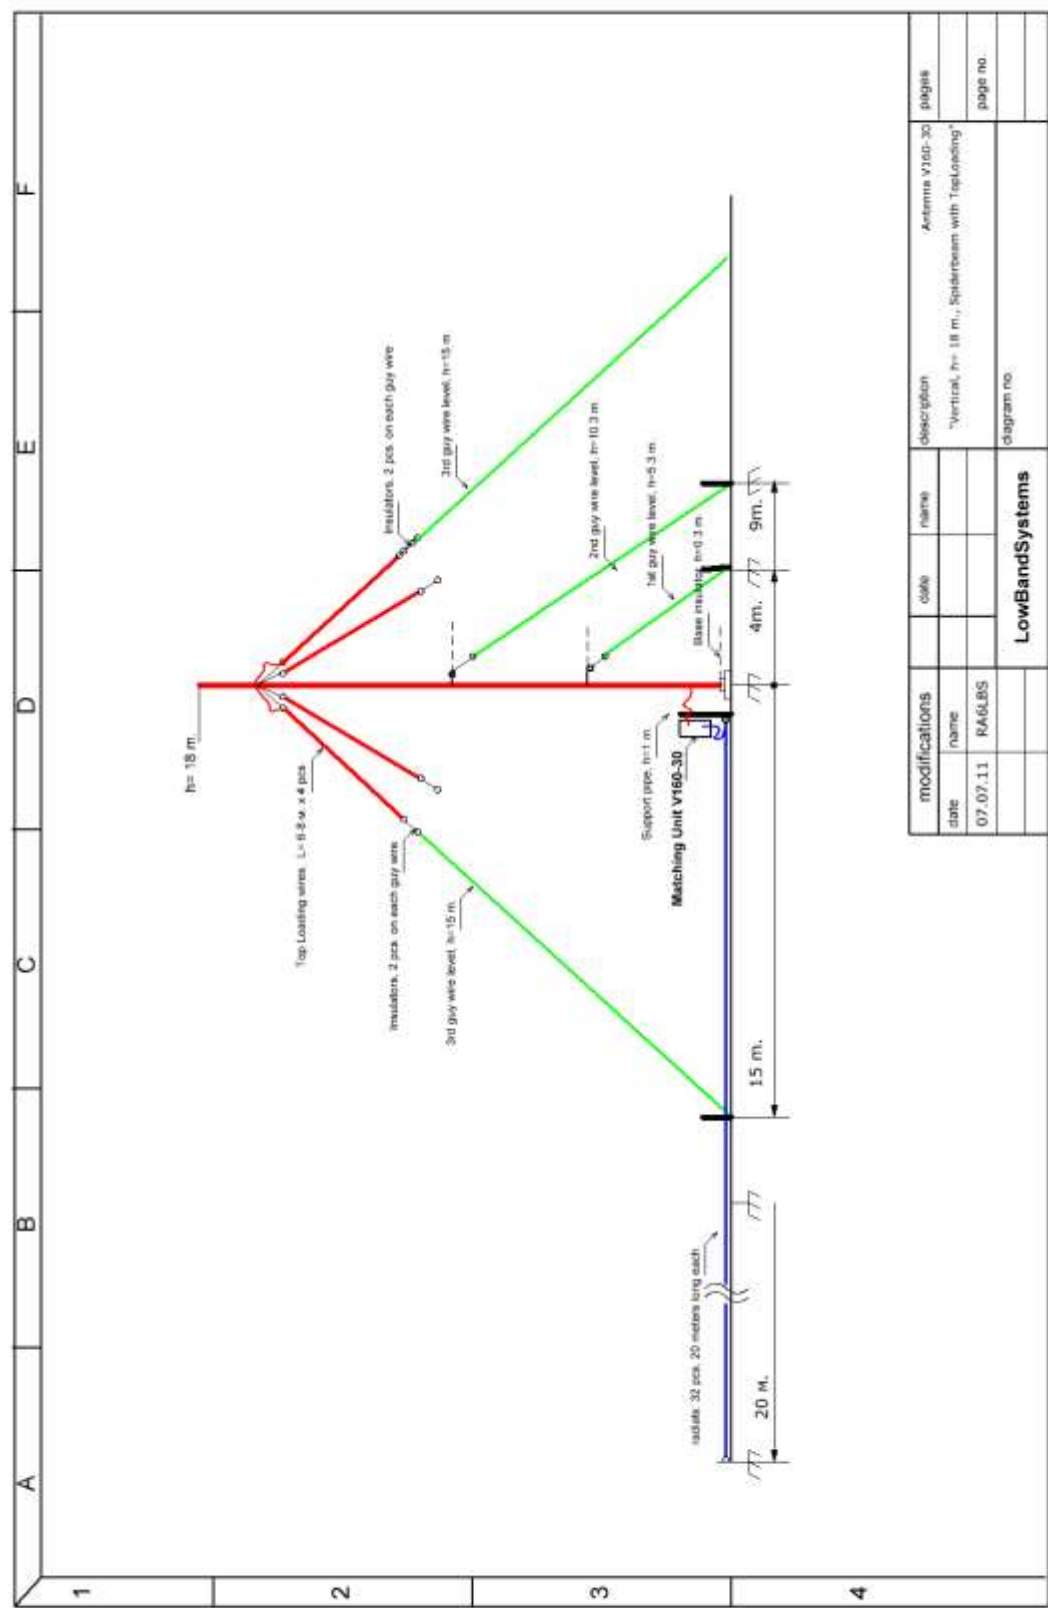 A
B
C
D
E
F
1
2
3
4
h= 18 m.
Top Loading wires.
x 4 pcs
Insulators, 2 pcs. on each guy wire
3rd guy wire level, h=15 m.
Insulators, 2 pcs. on each guy wire
3rd guy wire level, h=15 m
2nd guy wire level, h=10.3 m
1st guy wire level, h=5.3 m
Base insulator, h=0.3 m
Support pipe, h=1 m.
Matching Unit V160-30
radials 32 pcs. 20 meters long each
20 м.
15 m.
4m.
9m.
modifications
date
name
07.07.11
RA6LBS
date
name
LowBandSystems
description
Antenna V160-30
"Vertical, h= 18 m., Spiderbeam with TopLoading"
diagram no
pages
page no.